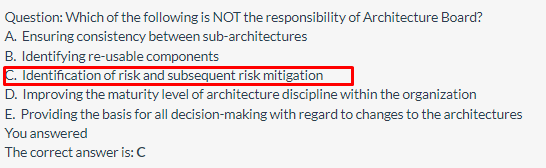 Question: Which of the following is NOT the responsibility of Architecture Board?
A. Ensuring consistency between sub-architectures
B. Identifying re-usable components
C. Identification of risk and subsequent risk mitigation
D. Improving the maturity level of architecture discipline within the organization
E. Providing the basis for all decision-making with regard to changes to the architectures
You answered
The correct answer is: C